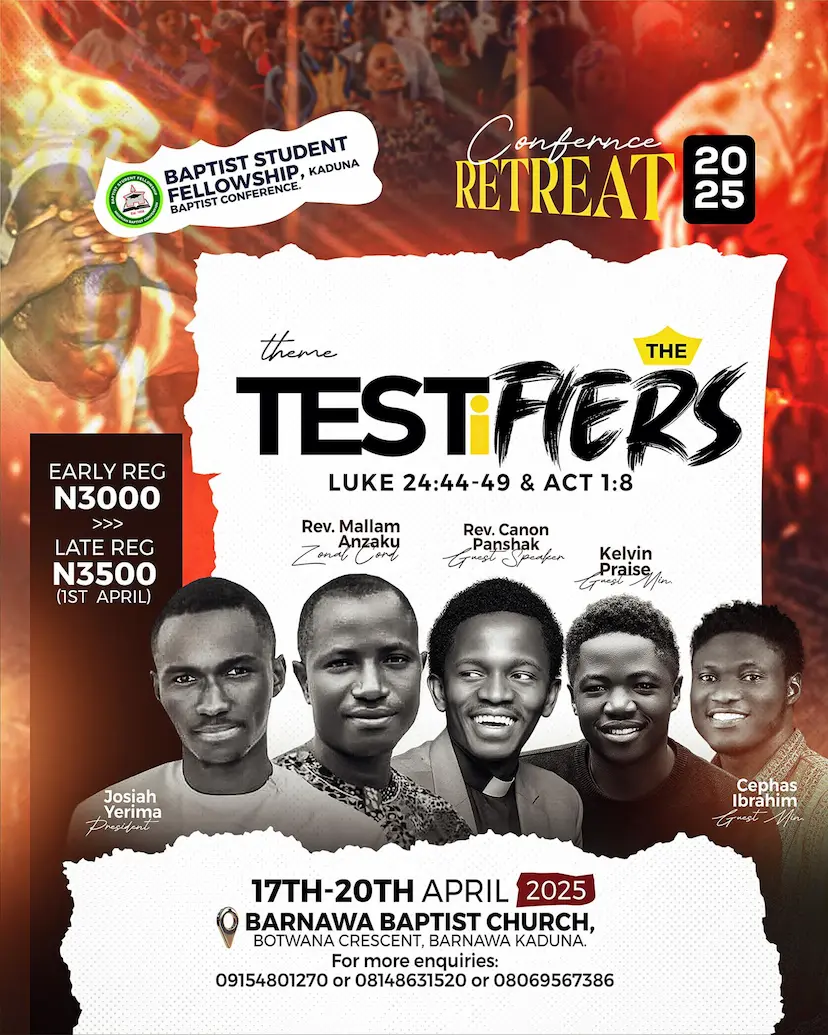 BAPTIST STUDENT
FELLOWSHIP, KADUNA
BAPTIST CONFERENCE.
BAPTIST STUDENT FELLOWSHIP
Confernce
RETREAT
20
25
theme
THE
TESTiFIERS
LUKE 24:44-49 & ACT 1:8
EARLY REG
N3000
>>>
LATE REG
N3500
(1ST APRIL)
Rev. Mallam
Anzaku
Zonal Cord
Rev. Canon
Panshak
Guest Speaker
Kelvin
Praise
Guest Min.
Josiah
Yerima
President
Cephas
Ibrahim
Guest Min.
17TH-20TH APRIL 2025
BARNAWA BAPTIST CHURCH,
BOTWANA CRESCENT, BARNAWA KADUNA.
For more enquiries:
09154801270 or 08148631520 or 08069567386